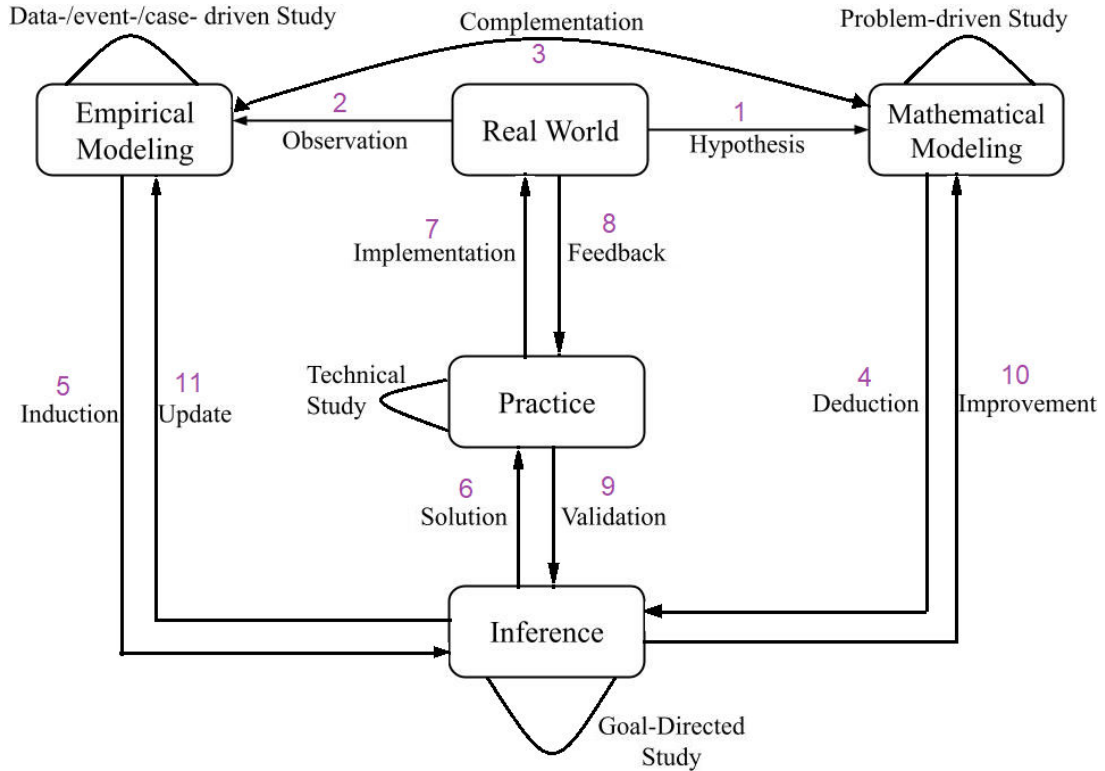 Data-/event-/case- driven Study
Complementation
3
Problem-driven Study
Empirical
Modeling
2
Observation
Real World
1
Hypothesis
Mathematical
Modeling
7
Implementation
8
Feedback
5
Induction
11
Update
Technical
Study
Practice
4
Deduction
10
Improvement
6
Solution
9
Validation
Inference
Goal-Directed
Study